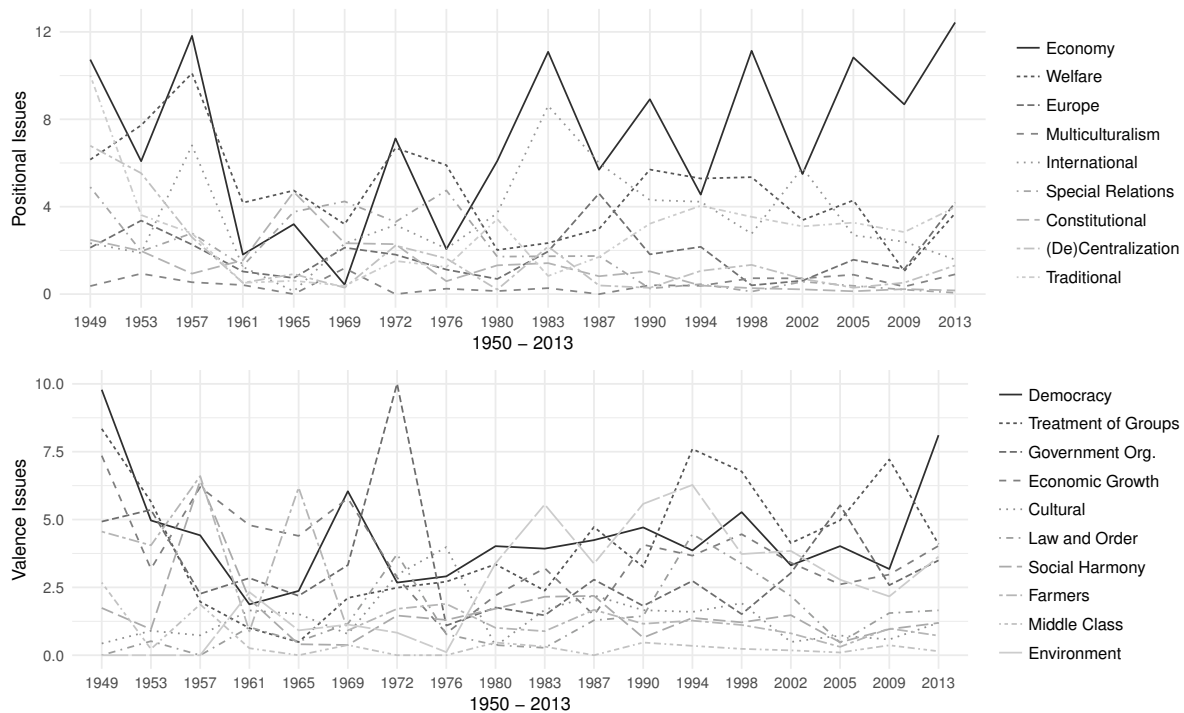 Positional Issues
12
8
4
0
1949 1953 1957 1961 1965 1969 1972 1976 1980 1983 1987 1990 1994 1998 2002 2005 2009 2013
1950 − 2013
Economy
Welfare
Europe
Multiculturalism
International
Special Relations
Constitutional
(De)Centralization
Traditional
Valence Issues
10.0
7.5
5.0
2.5
0.0
1949 1953 1957 1961 1965 1969 1972 1976 1980 1983 1987 1990 1994 1998 2002 2005 2009 2013
1950 − 2013
Democracy
Treatment of Groups
Government Org.
Economic Growth
Cultural
Law and Order
Social Harmony
Farmers
Middle Class
Environment